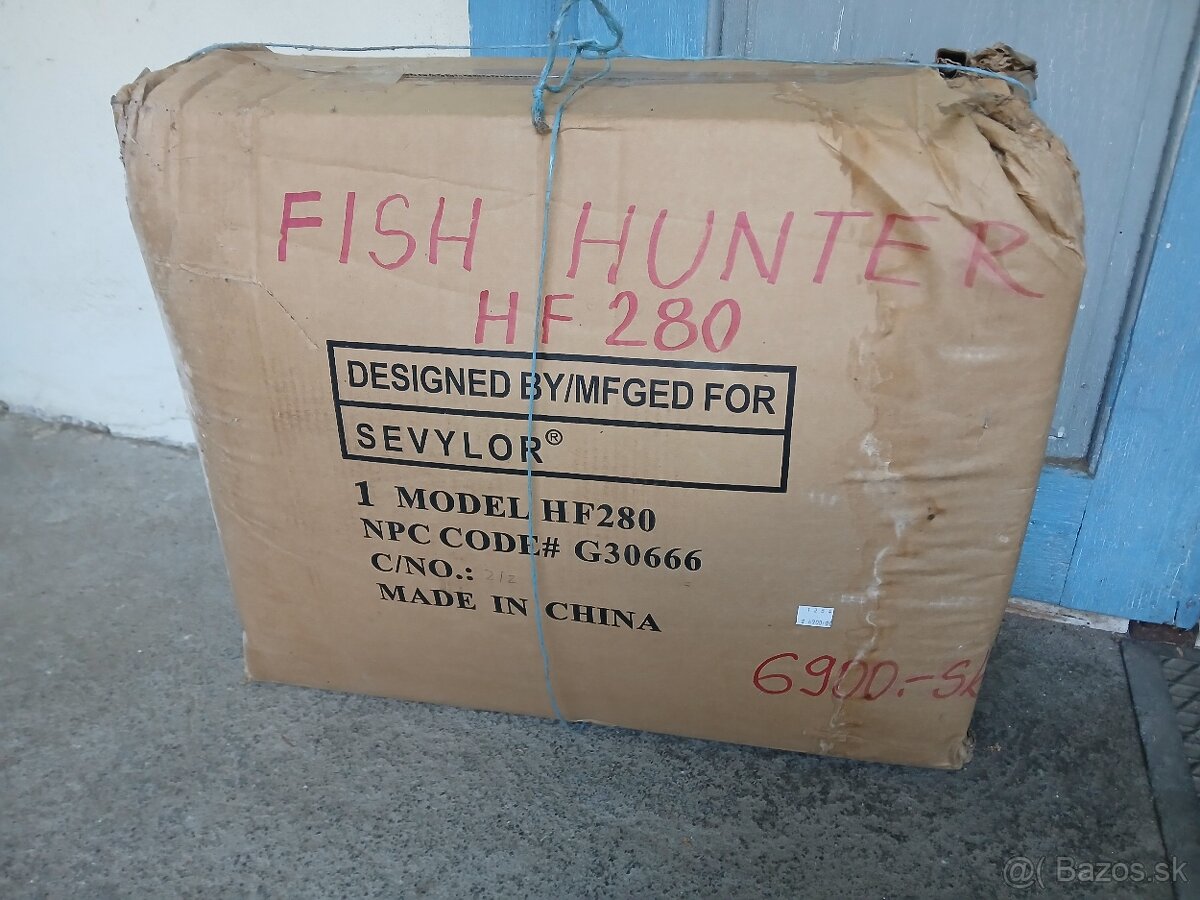 FISH HUNTER
HF 280
DESIGNED BY/MFGED FOR
SEVYLOR®
1 MODEL HF280
NPC CODE# G30666
C/NO.: 212
MADE IN CHINA
6900.-Sk
@( Bazos.sk